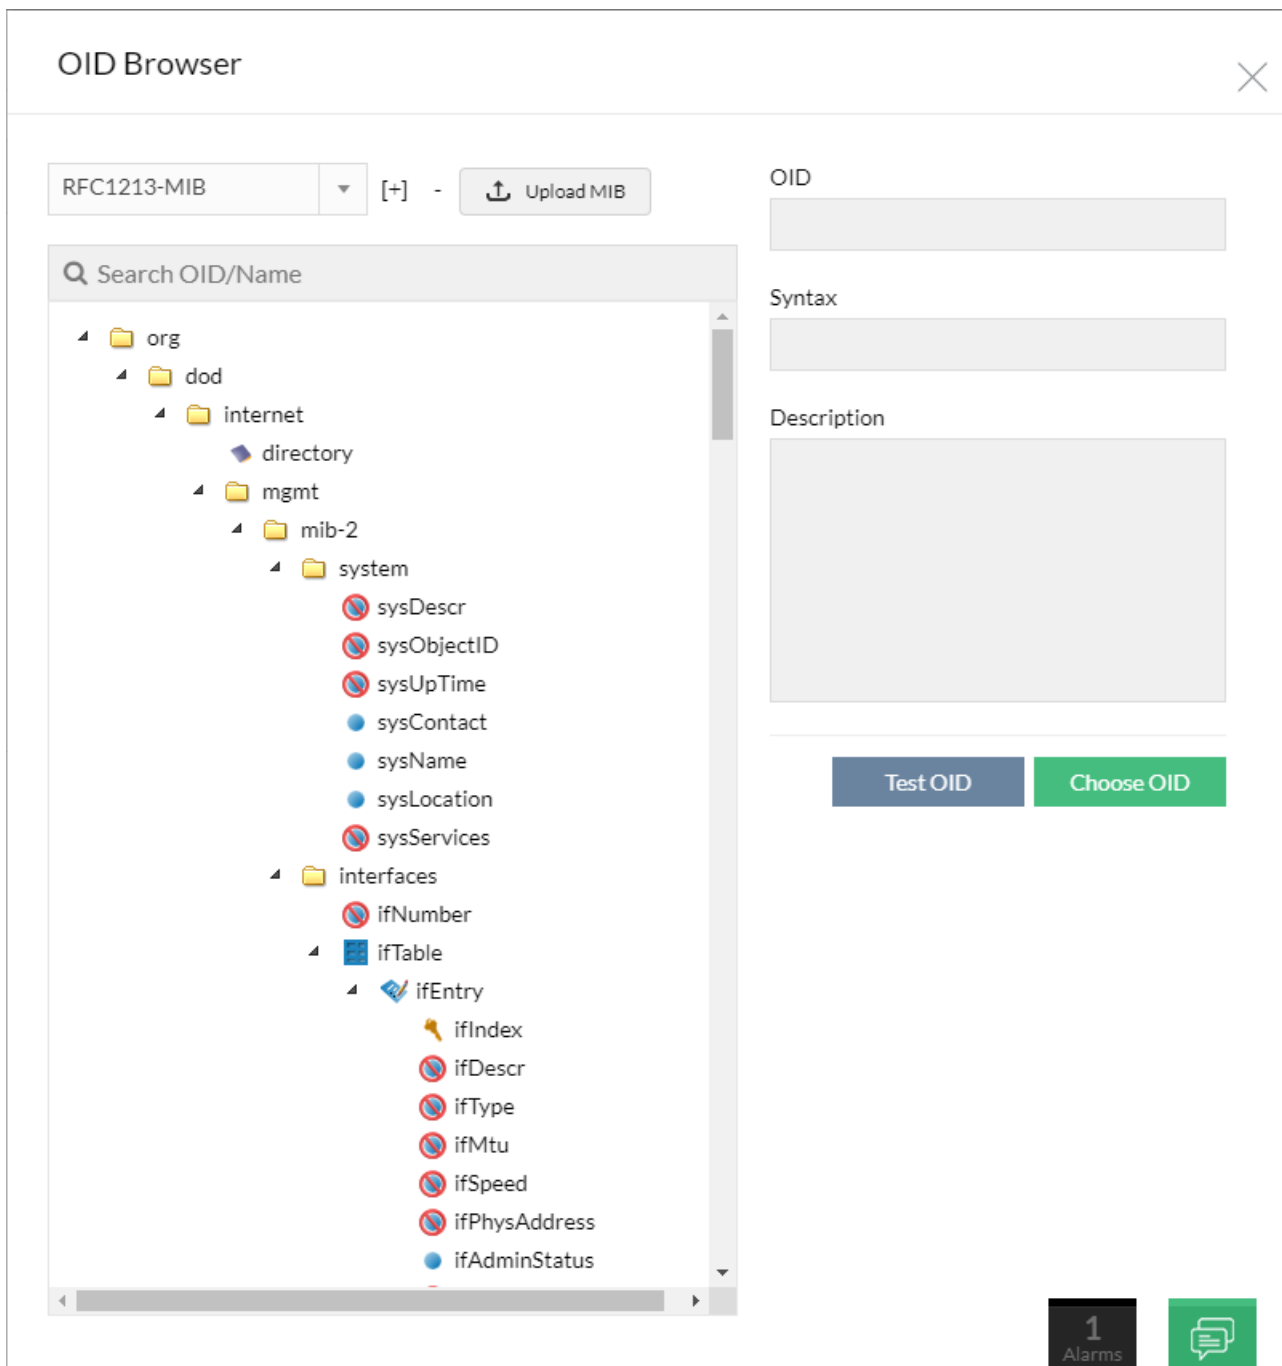 OID Browser
RFC1213-MIB
[+] - Upload MIB
Search OID/Name
org
dod
internet
directory
mgmt
mib-2
system
sysDescr
sysObjectID
sysUpTime
sysContact
sysName
sysLocation
sysServices
interfaces
ifNumber
ifTable
ifEntry
ifIndex
ifDescr
ifType
ifMtu
ifSpeed
ifPhysAddress
ifAdminStatus
OID
Syntax
Description
Test OID
Choose OID
1
Alarms